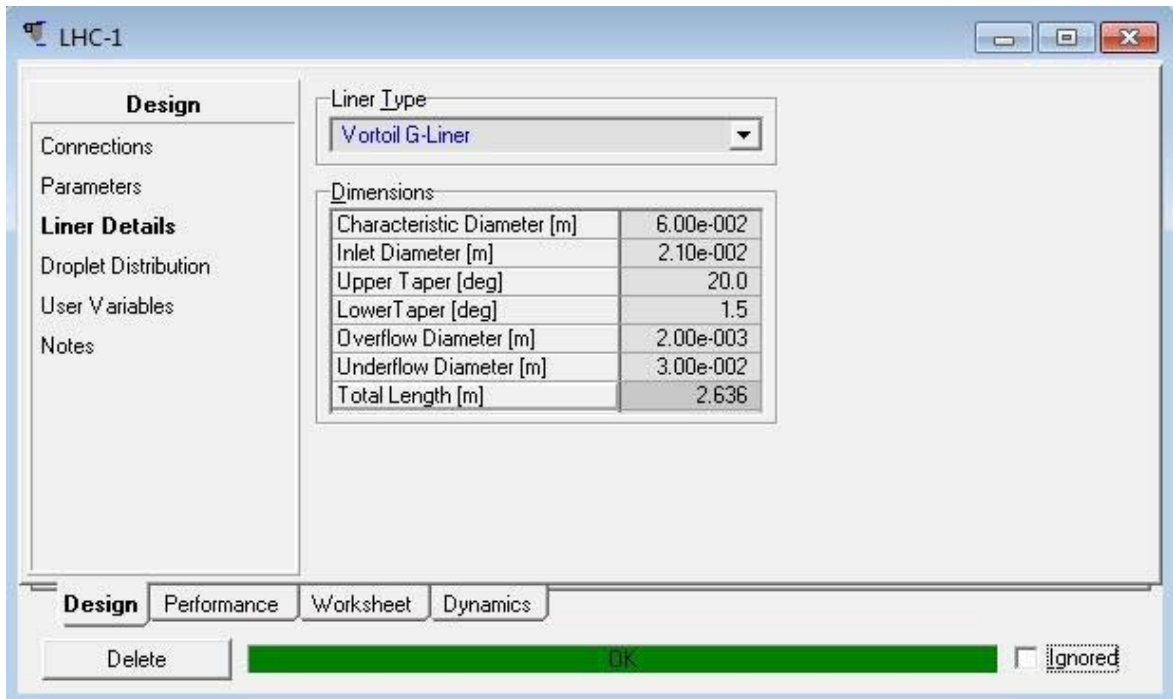 LHC-1
Design
Connections
Parameters
Liner Details
Droplet Distribution
User Variables
Notes
Liner Type
Vortoil G-Liner
Dimensions
Characteristic Diameter [m] 6.00e-002
Inlet Diameter [m] 2.10e-002
Upper Taper [deg] 20.0
LowerTaper [deg] 1.5
Overflow Diameter [m] 2.00e-003
Underflow Diameter [m] 3.00e-002
Total Length [m] 2.636
Design Performance Worksheet Dynamics
Delete OK Ignored